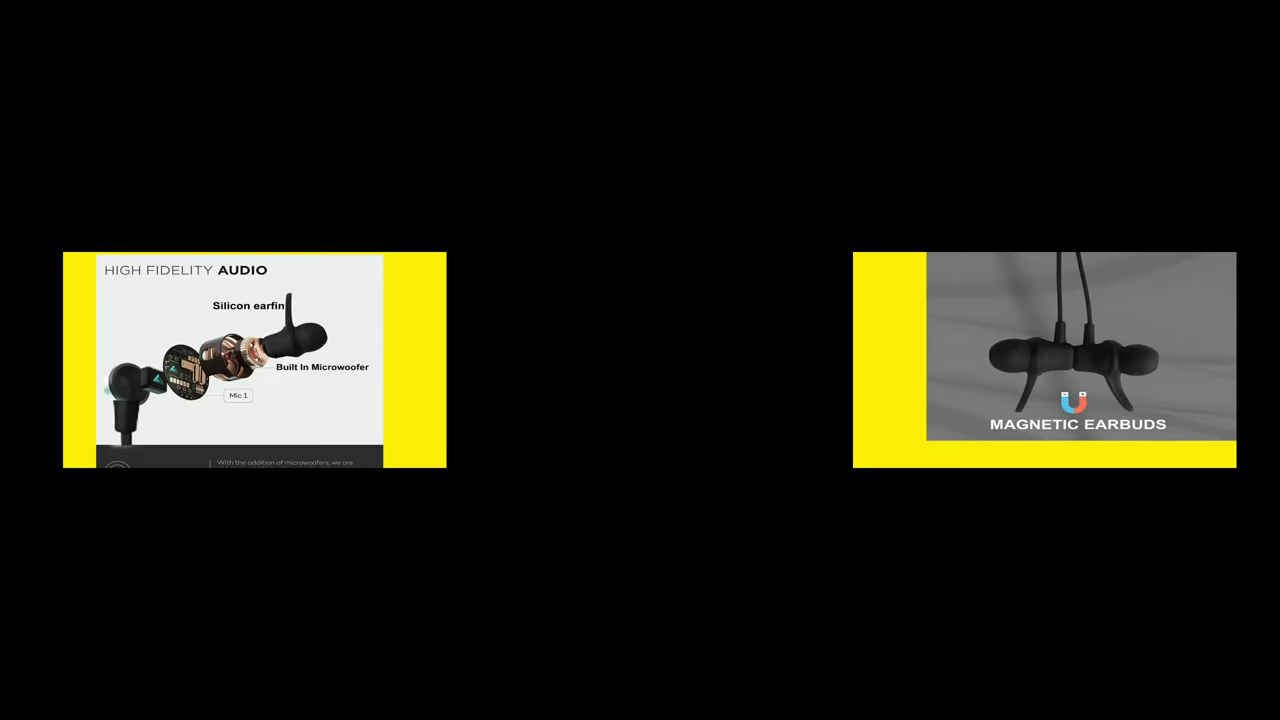 HIGH FIDELITY AUDIO
Silicon earfin
Built In Microwoofer
Mic 1
With the addition of microwoofers, we are
MAGNETIC EARBUDS